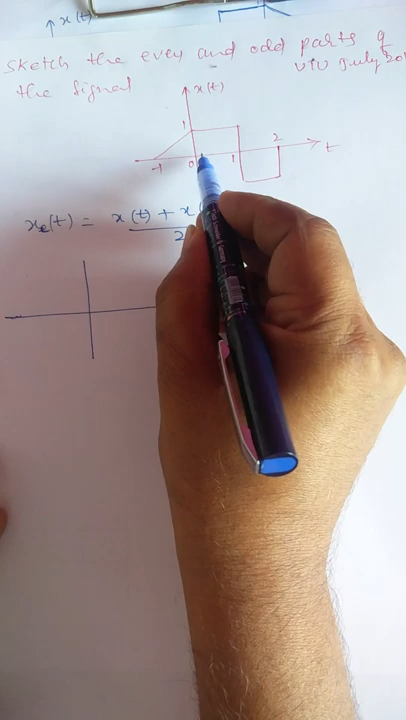 x(t)
Sketch the even and odd parts of
the signal VTU July 20
x(t)
1
-1 0 1 2 t
xe(t) = x(t) + x
2